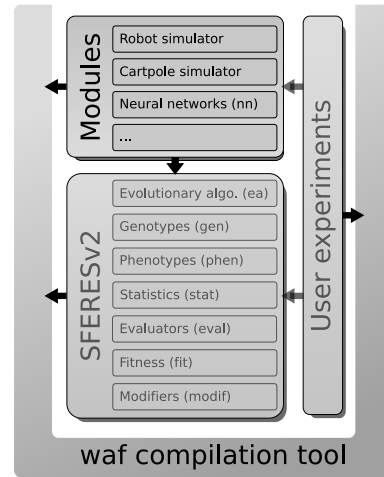 Modules
Robot simulator
Cartpole simulator
Neural networks (nn)
...
SFERESv2
Evolutionary algo. (ea)
Genotypes (gen)
Phenotypes (phen)
Statistics (stat)
Evaluators (eval)
Fitness (fit)
Modifiers (modif)
User experiments
waf compilation tool